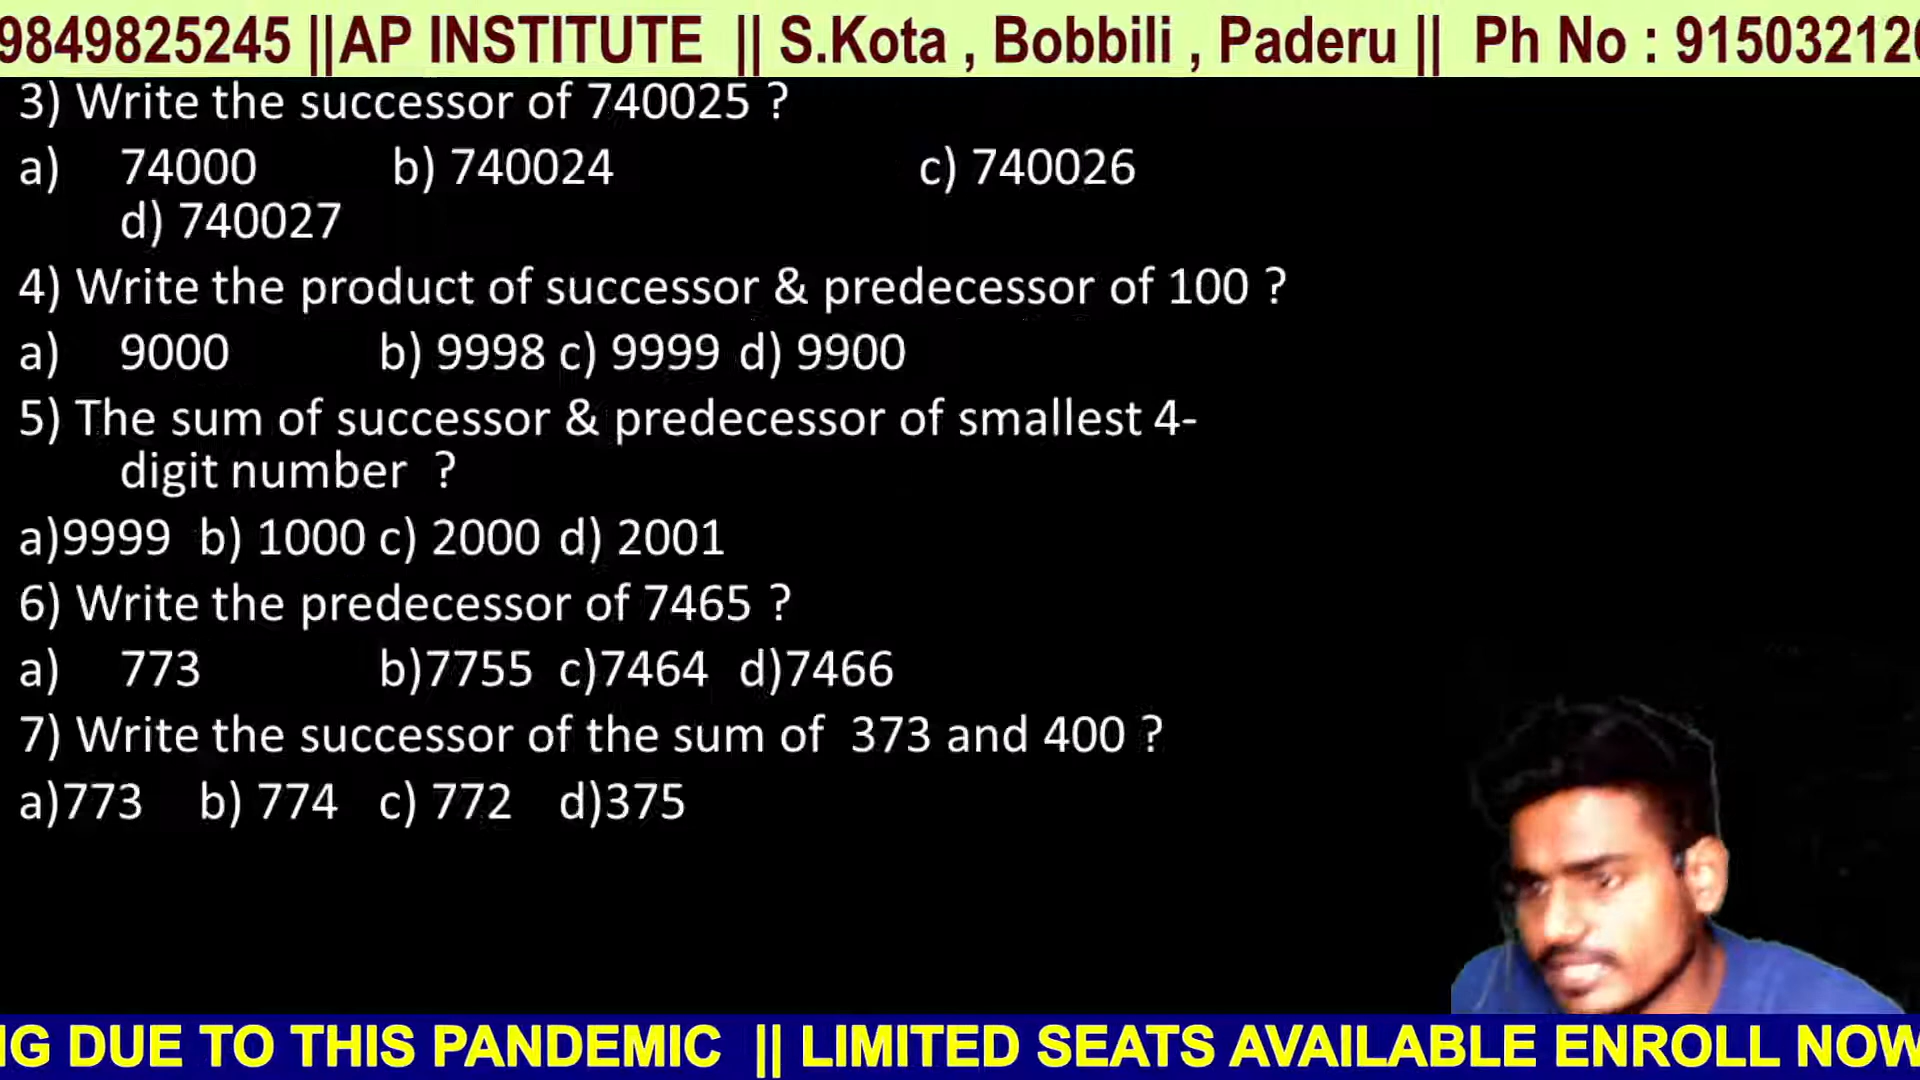 9849825245 ||AP INSTITUTE || S.Kota , Bobbili , Paderu || Ph No : 91503212
3) Write the successor of 740025 ?
a) 74000 b) 740024 c) 740026
d) 740027
4) Write the product of successor & predecessor of 100 ?
a) 9000 b) 9998 c) 9999 d) 9900
5) The sum of successor & predecessor of smallest 4-
digit number ?
a)9999 b) 1000 c) 2000 d) 2001
6) Write the predecessor of 7465 ?
a) 773 b)7755 c)7464 d)7466
7) Write the successor of the sum of 373 and 400 ?
a)773 b) 774 c) 772 d)375
NG DUE TO THIS PANDEMIC || LIMITED SEATS AVAILABLE ENROLL NOW